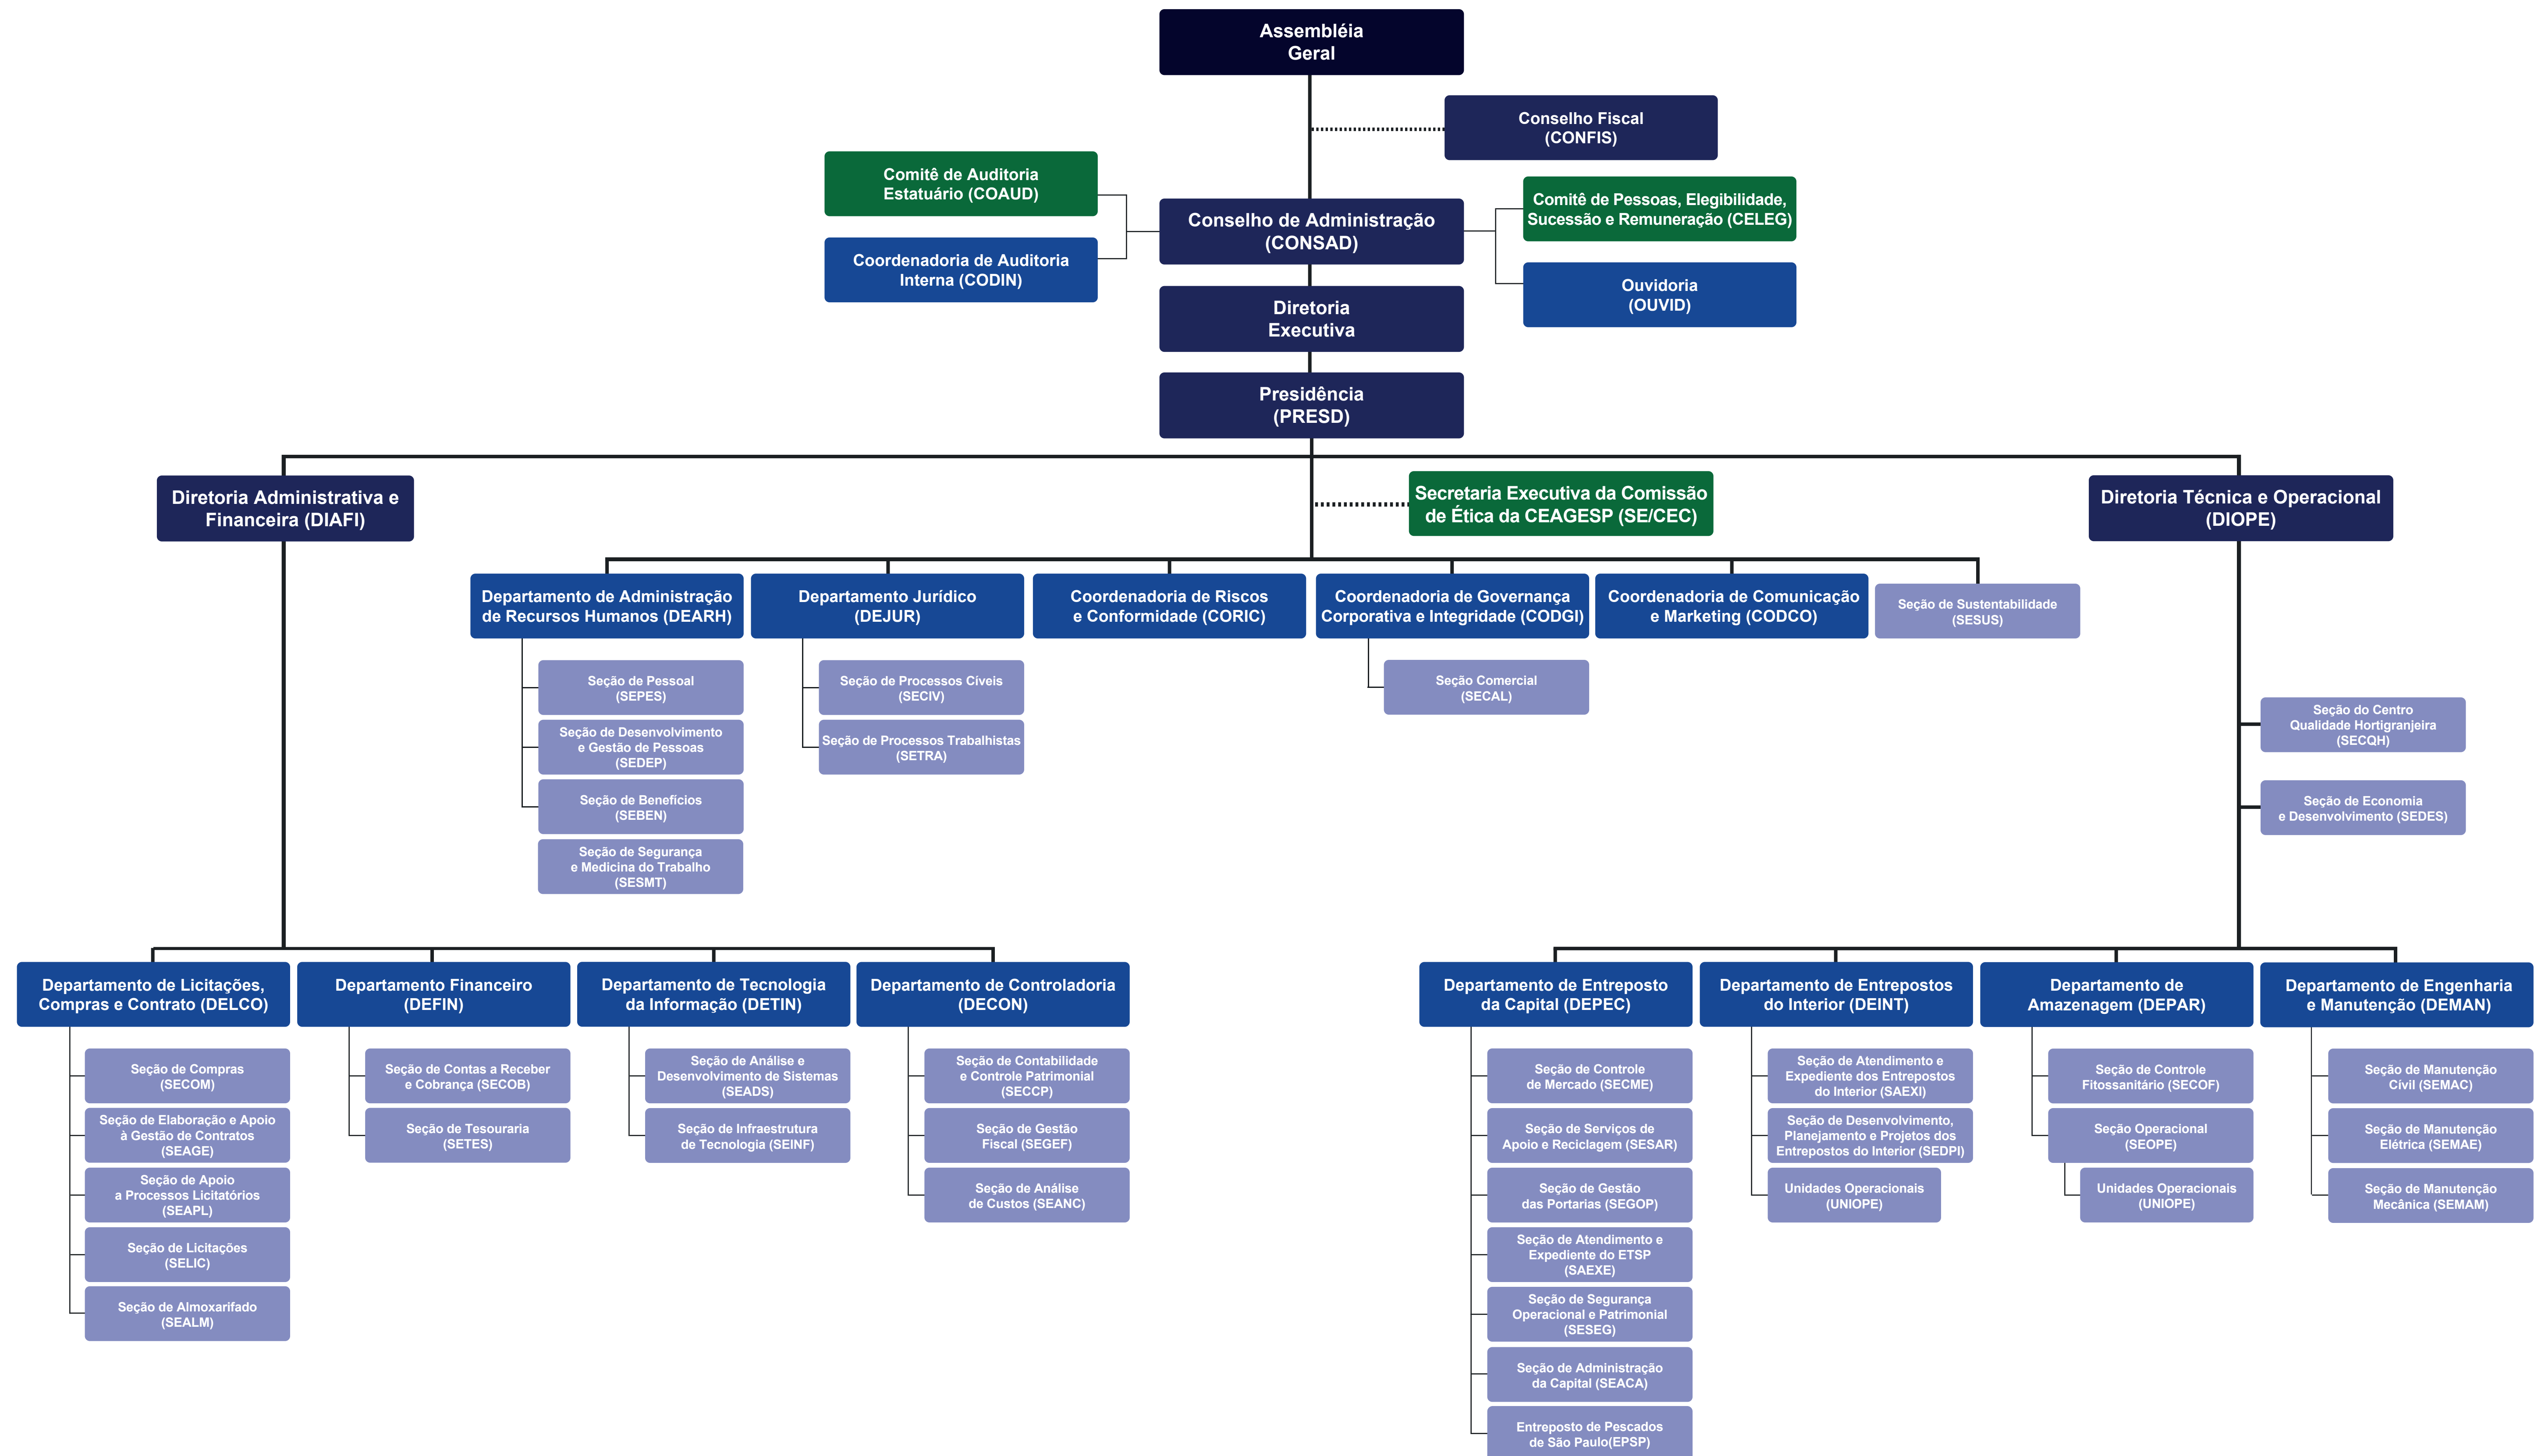 Assembléia
Geral
Conselho Fiscal
(CONFIS)
Comitê de Auditoria
Estatuário (COAUD)
Comitê de Pessoas, Elegibilidade,
Sucessão e Remuneração (CELEG)
Conselho de Administração
(CONSAD)
Coordenadoria de Auditoria
Interna (CODIN)
Ouvidoria
(OUVID)
Diretoria
Executiva
Presidência
(PRESD)
Diretoria Administrativa e
Financeira (DIAFI)
Secretaria Executiva da Comissão
de Ética da CEAGESP (SE/CEC)
Diretoria Técnica e Operacional
(DIOPE)
Departamento de Administração
de Recursos Humanos (DEARH)
Departamento Jurídico
(DEJUR)
Coordenadoria de Riscos
e Conformidade (CORIC)
Coordenadoria de Governança
Corporativa e Integridade (CODGI)
Coordenadoria de Comunicação
e Marketing (CODCO)
Seção de Sustentabilidade
(SESUS)
Seção de Pessoal
(SEPES)
Seção de Desenvolvimento
e Gestão de Pessoas
(SEDEP)
Seção de Benefícios
(SEBEN)
Seção de Segurança
e Medicina do Trabalho
(SESMT)
Seção de Processos Cíveis
(SECIV)
Seção de Processos Trabalhistas
(SETRA)
Seção Comercial
(SECAL)
Seção do Centro
Qualidade Hortigranjeira
(SECQH)
Seção de Economia
e Desenvolvimento (SEDES)
Departamento de Licitações,
Compras e Contrato (DELCO)
Seção de Compras
(SECOM)
Seção de Elaboração e Apoio
à Gestão de Contratos
(SEAGE)
Seção de Apoio
a Processos Licitatórios
(SEAPL)
Seção de Licitações
(SELIC)
Seção de Almoxarifado
(SEALM)
Departamento Financeiro
(DEFIN)
Seção de Contas a Receber
e Cobrança (SECOB)
Seção de Tesouraria
(SETES)
Departamento de Tecnologia
da Informação (DETIN)
Seção de Análise e
Desenvolvimento de Sistemas
(SEADS)
Seção de Infraestrutura
de Tecnologia (SEINF)
Departamento de Controladoria
(DECON)
Seção de Contabilidade
e Controle Patrimonial
(SECCP)
Seção de Gestão
Fiscal (SEGEF)
Seção de Análise
de Custos (SEANC)
Departamento de Entreposto
da Capital (DEPEC)
Seção de Controle
de Mercado (SECME)
Seção de Serviços de
Apoio e Reciclagem (SESAR)
Seção de Gestão
das Portarias (SEGOP)
Seção de Atendimento e
Expediente do ETSP
(SAEXE)
Seção de Segurança
Operacional e Patrimonial
(SESEG)
Seção de Administração
da Capital (SEACA)
Entreposto de Pescados
de São Paulo(EPSP)
Departamento de Entrepostos
do Interior (DEINT)
Seção de Atendimento e
Expediente dos Entrepostos
do Interior (SAEXI)
Seção de Desenvolvimento,
Planejamento e Projetos dos
Entrepostos do Interior (SEDPI)
Unidades Operacionais
(UNIOPE)
Departamento de
Amazenagem (DEPAR)
Seção de Controle
Fitossanitário (SECOF)
Seção Operacional
(SEOPE)
Unidades Operacionais
(UNIOPE)
Departamento de Engenharia
e Manutenção (DEMAN)
Seção de Manutenção
Civil (SEMAC)
Seção de Manutenção
Elétrica (SEMAE)
Seção de Manutenção
Mecânica (SEMAM)